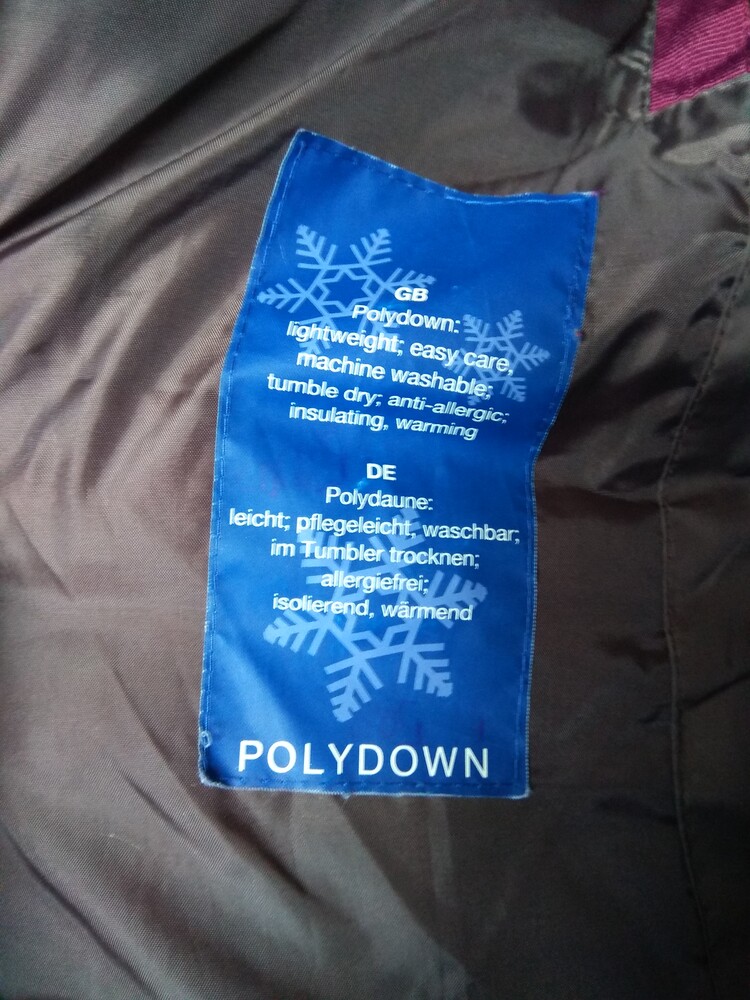 GB
Polydown:
lightweight; easy care,
machine washable;
tumble dry; anti-allergic;
insulating, warming
DE
Polydaune:
leicht; pflegeleicht, waschbar;
im Tumbler trocknen;
allergiefrei;
isolierend, wärmend
POLYDOWN